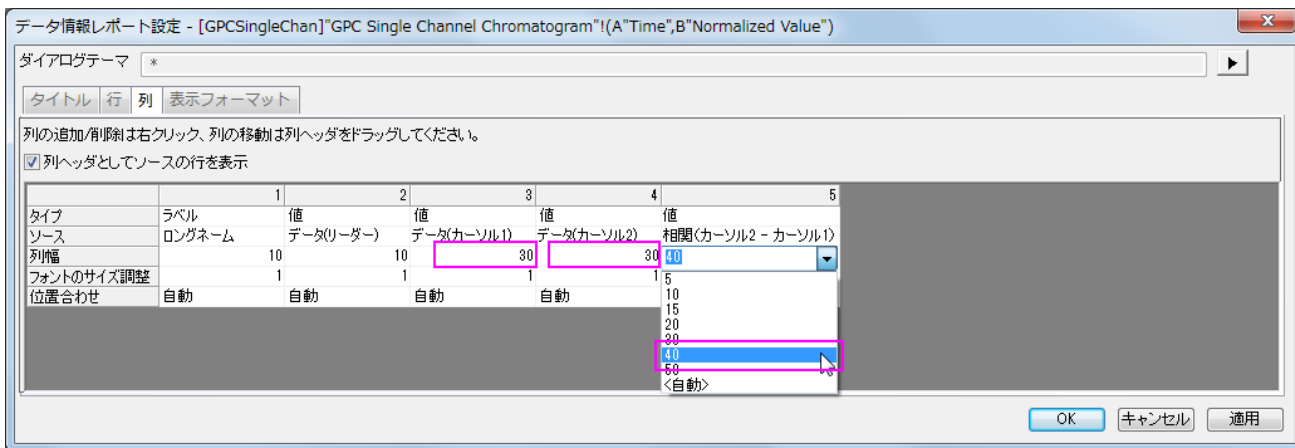 データ情報レポート設定 - [GPCSingleChan]"GPC Single Channel Chromatogram"!(A"Time",B"Normalized Value")
ダイアログテーマ *
タイトル 行 列 表示フォーマット
列の追加/削除は右クリック、列の移動は列ヘッダをドラッグしてください。
列ヘッダとしてソースの行を表示
1 2 3 4 5
タイプ ラベル 値 値 値 値
ソース ロングネーム データ(リーダー) データ(カーソル1) データ(カーソル2) 相関(カーソル2 - カーソル1)
列幅 10 10 30 30 40
フォントのサイズ調整 1 1 1 1
位置合わせ 自動 自動 自動 自動
5
10
15
20
30
40
50
<自動>
OK キャンセル 適用